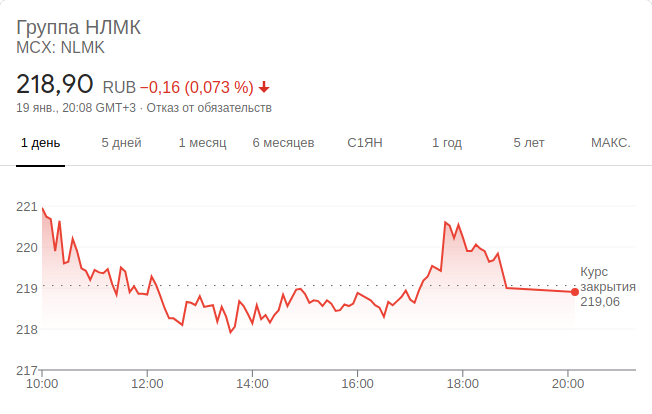 Группа НЛМК
MCX: NLMK
218,90 RUB −0,16 (0,073 %)
19 янв., 20:08 GMT+3 · Отказ от обязательств
1 день 5 дней 1 месяц 6 месяцев С1ЯН 1 год 5 лет МАКС.
221
220
219
218
217
Курс
закрытия
219,06
10:00 12:00 14:00 16:00 18:00 20:00